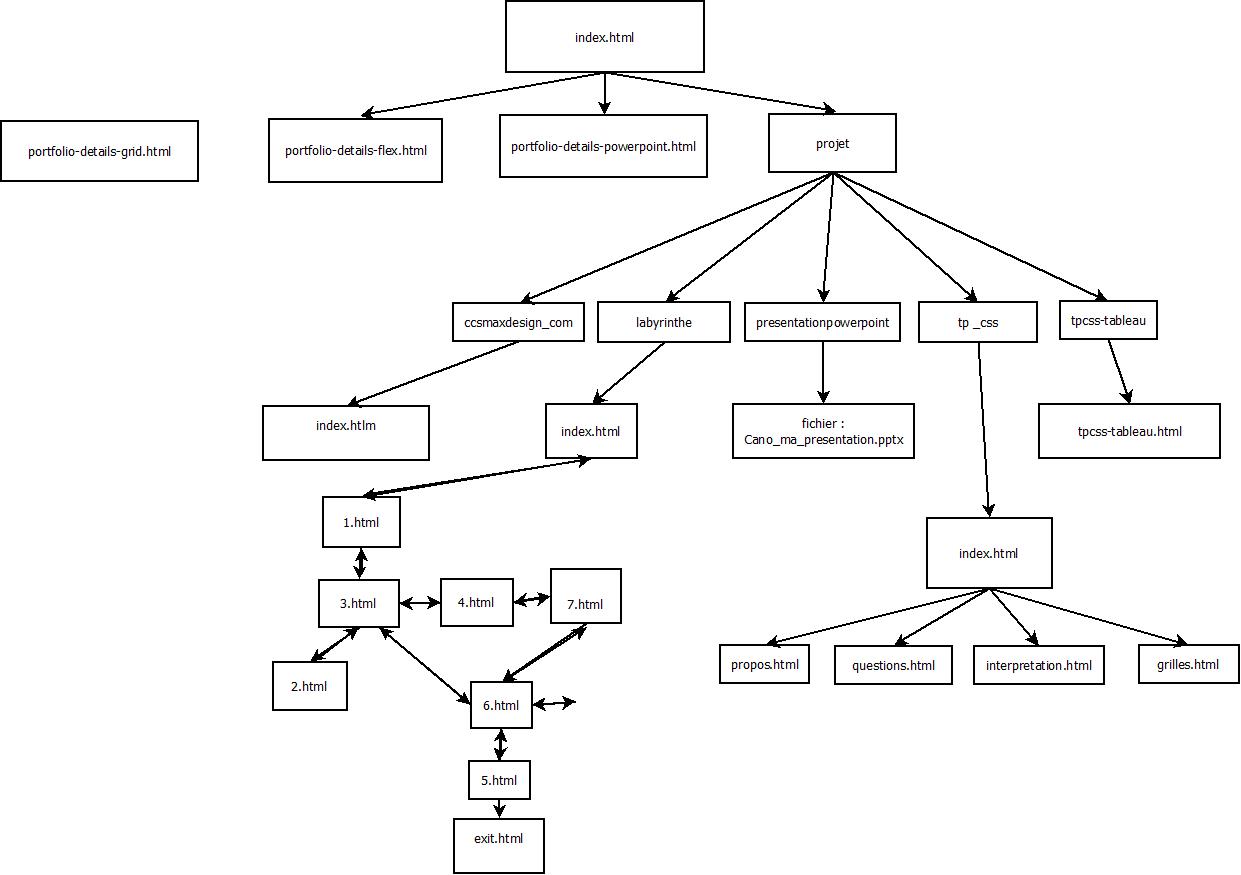 index.html
portfolio-details-grid.html
portfolio-details-flex.html
portfolio-details-powerpoint.html
projet
ccsmaxdesign_com
labyrinthe
presentationpowerpoint
tp _css
tpcss-tableau
index.htlm
index.html
fichier :
Cano_ma_presentation.pptx
tpcss-tableau.html
1.html
index.html
3.html
4.html
7.html
2.html
propos.html
questions.html
interpretation.html
grilles.html
6.html
5.html
exit.html